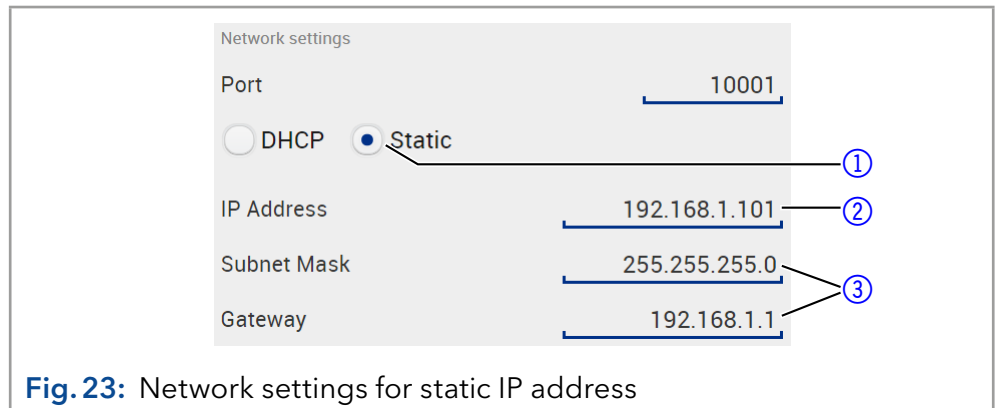 Network settings
Port 10001
DHCP Static
①
IP Address 192.168.1.101 ②
Subnet Mask 255.255.255.0
③
Gateway 192.168.1.1
Fig. 23: Network settings for static IP address